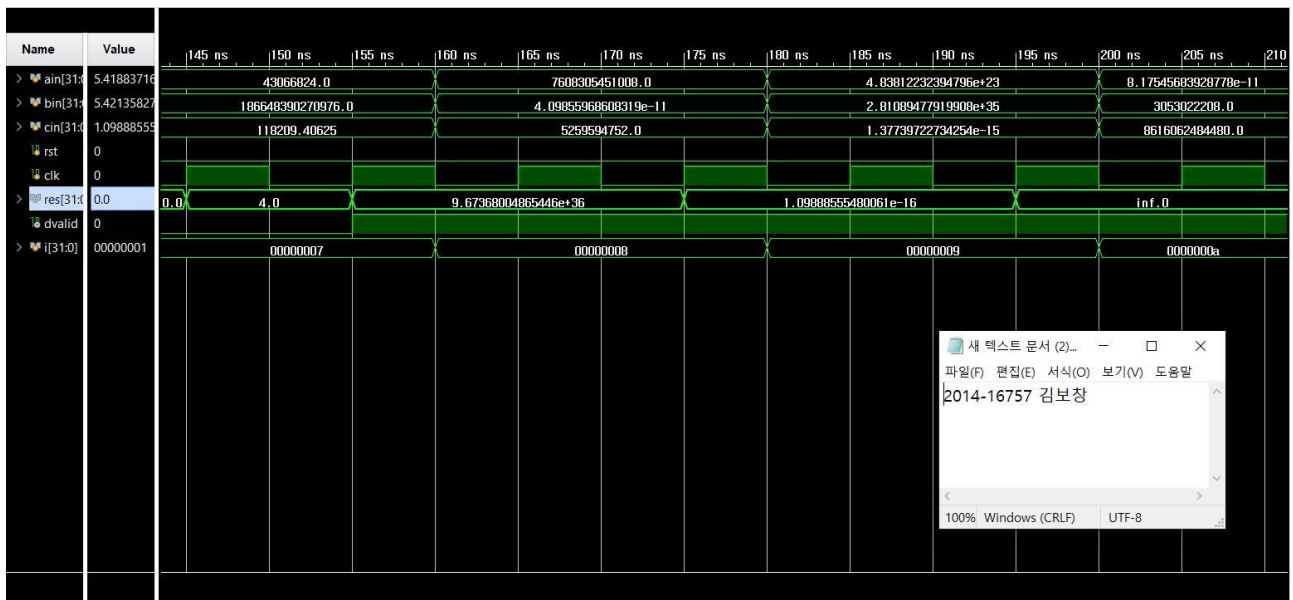 Name Value
145 ns 150 ns 155 ns 160 ns 165 ns 170 ns 175 ns 180 ns 185 ns 190 ns 195 ns 200 ns 205 ns 210
> ain[31:0 5.41883716 43066824.0 7608305451008.0 4.83812232394796e+23 8.17545683928778e-11
> bin[31:0 5.42135827 186648390270976.0 4.09855968608319e-11 2.81089477919908e+35 3053022208.0
> cin[31:0 1.09888555 118209.40625 5259594752.0 1.37739722734254e-15 8616062484480.0
rst 0
clk 0
> res[31:0 0.0 0.0 4.0 9.67368004865446e+36 1.09888555480061e-16 inf.0
dvalid 0
> i[31:0] 00000001 00000007 00000008 00000009 0000000a
새 텍스트 문서 (2)...
파일(F) 편집(E) 서식(O) 보기(V) 도움말
2014-16757 김보창
100% Windows (CRLF) UTF-8